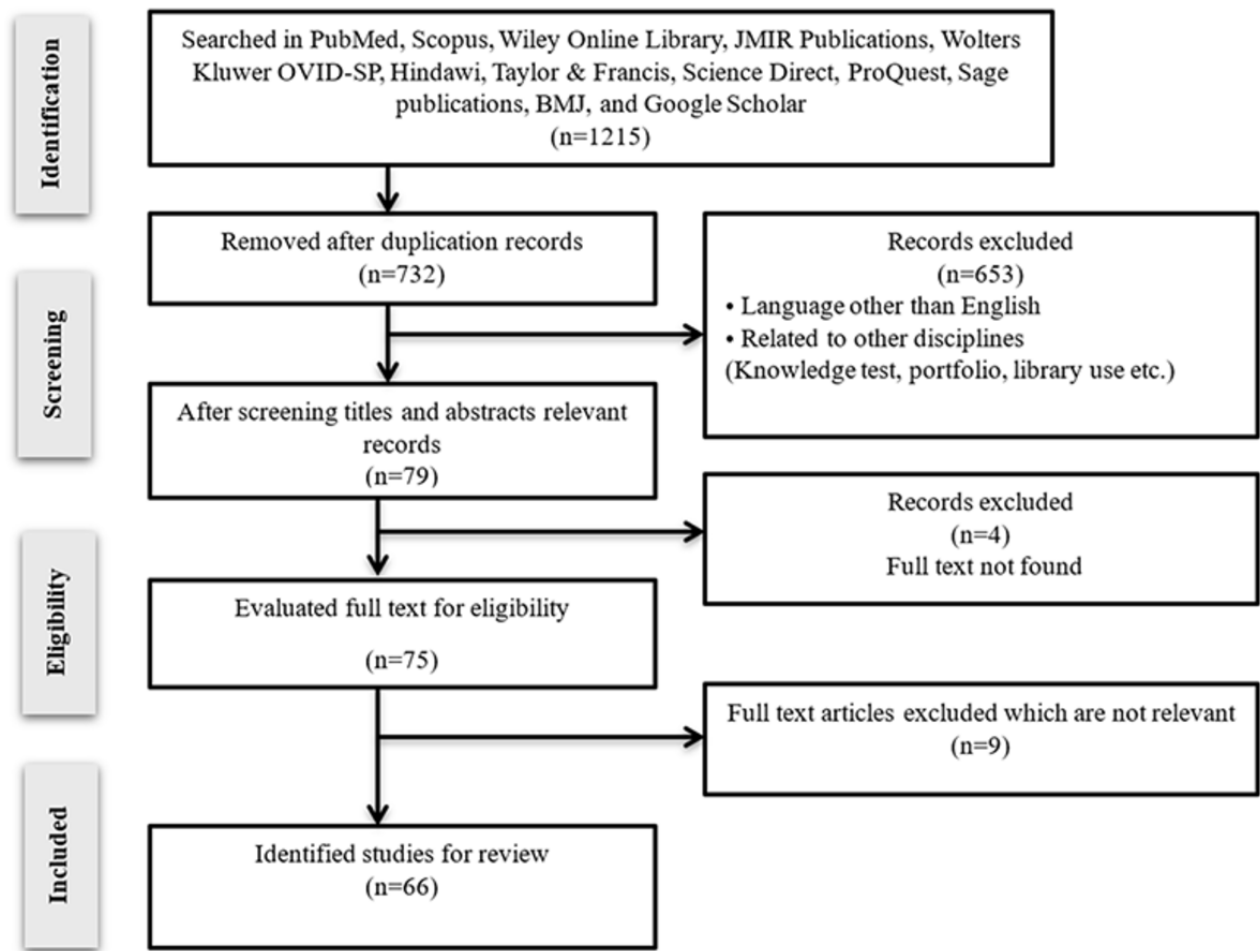 Identification
Searched in PubMed, Scopus, Wiley Online Library, JMIR Publications, Wolters
Kluwer OVID-SP, Hindawi, Taylor & Francis, Science Direct, ProQuest, Sage
publications, BMJ, and Google Scholar
(n=1215)
Removed after duplication records
(n=732)
Records excluded
(n=653)
• Language other than English
• Related to other disciplines
(Knowledge test, portfolio, library use etc.)
Screening
After screening titles and abstracts relevant
records
(n=79)
Records excluded
(n=4)
Full text not found
Eligibility
Evaluated full text for eligibility
(n=75)
Full text articles excluded which are not relevant
(n=9)
Included
Identified studies for review
(n=66)